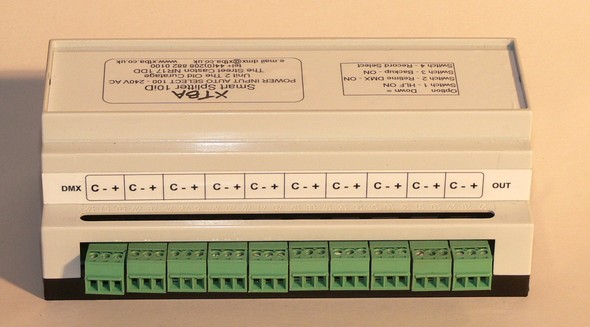 XTBA
Smart Splitter 10iD
POWER INPUT AUTO SELECT 100 - 240V AC
Unit 2 The Old Curatage
The Street Caston NR17 1DD
tel+ 44(0)208 882 0100
e.mail dmx@xtba.co.uk www.xtba.co.uk
Option Down =
Switch 1 - HLF ON
Switch 2 - Retime DMX - ON
Switch 3 - Backup - ON
Switch 4 - Record Select
DMX C - + C - + C - + C - + C - + C - + C - + C - + C - + C - + OUT